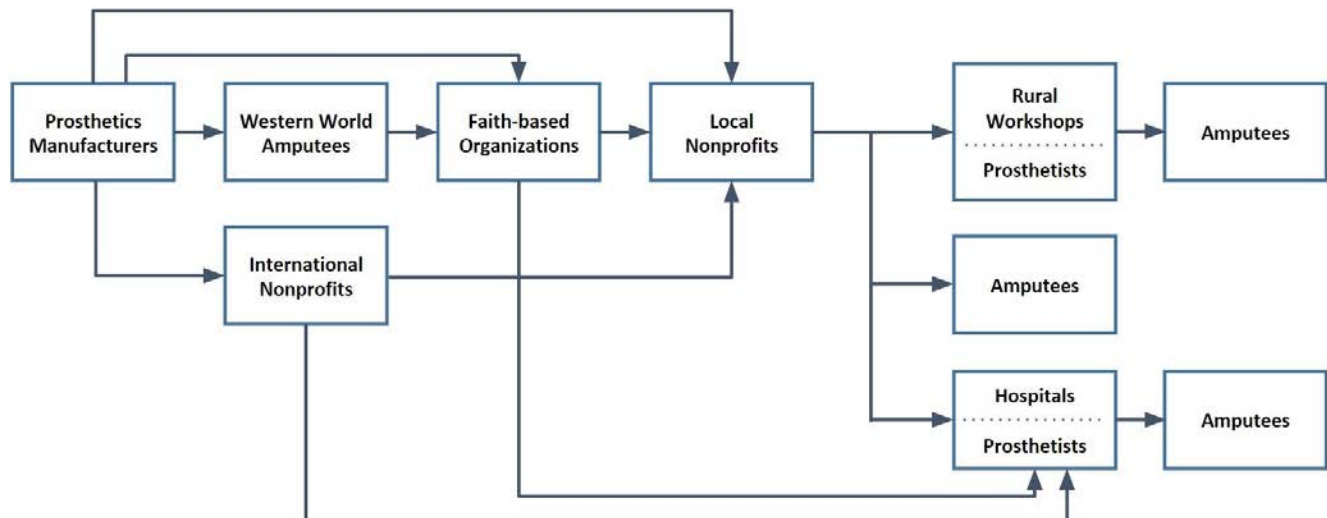 Prosthetics
Manufacturers
Western World
Amputees
Faith-based
Organizations
Local
Nonprofits
Rural
Workshops
Prosthetists
Amputees
International
Nonprofits
Amputees
Hospitals
Prosthetists
Amputees